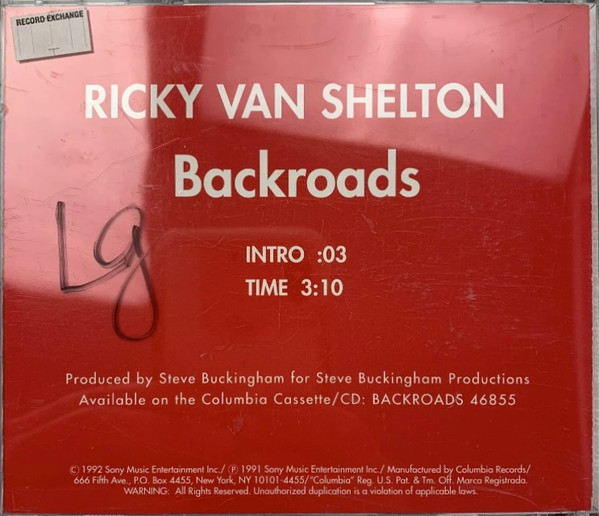 RECORD EXCHANGE
RICKY VAN SHELTON
Backroads
Lg
INTRO :03
TIME 3:10
Produced by Steve Buckingham for Steve Buckingham Productions
Available on the Columbia Cassette/CD: BACKROADS 46855
© 1992 Sony Music Entertainment Inc./ ℗ 1991 Sony Music Entertainment Inc./ Manufactured by Columbia Records/
666 Fifth Ave., P.O. Box 4455, New York, NY 10101-4455/"Columbia" Reg. U.S. Pat. & Tm. Off. Marca Registrada.
WARNING: All Rights Reserved. Unauthorized duplication is a violation of applicable laws.